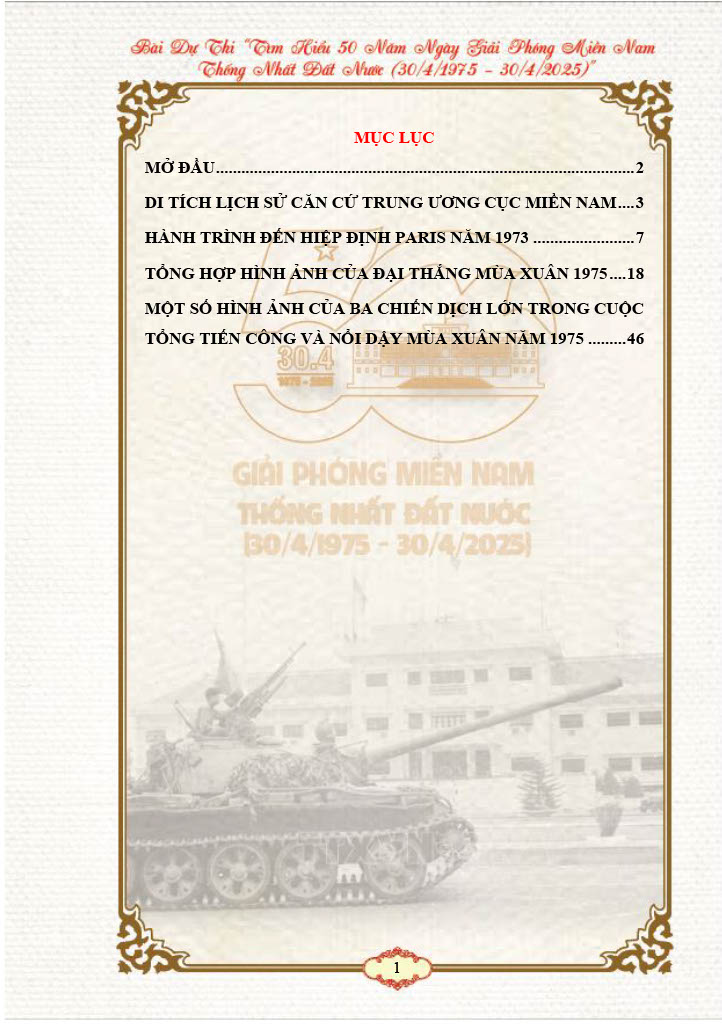 Bài Dự Thi "Tìm Hiểu 50 Năm Ngày Giải Phóng Miền Nam
Thống Nhất Đất Nước (30/4/1975 – 30/4/2025)"
MỤC LỤC
MỞ ĐẦU....................................................................................................2
DI TÍCH LỊCH SỬ CĂN CỨ TRUNG ƯƠNG CỤC MIỀN NAM....3
HÀNH TRÌNH ĐẾN HIỆP ĐỊNH PARIS NĂM 1973 ........................7
TỔNG HỢP HÌNH ẢNH CỦA ĐẠI THẮNG MÙA XUÂN 1975....18
MỘT SỐ HÌNH ẢNH CỦA BA CHIẾN DỊCH LỚN TRONG CUỘC
TỔNG TIẾN CÔNG VÀ NỔI DẬY MÙA XUÂN NĂM 1975 .........46
50
30.4
1975 - 2025
GIẢI PHÓNG MIỀN NAM
THỐNG NHẤT ĐẤT NƯỚC
(30/4/1975 - 30/4/2025)
1